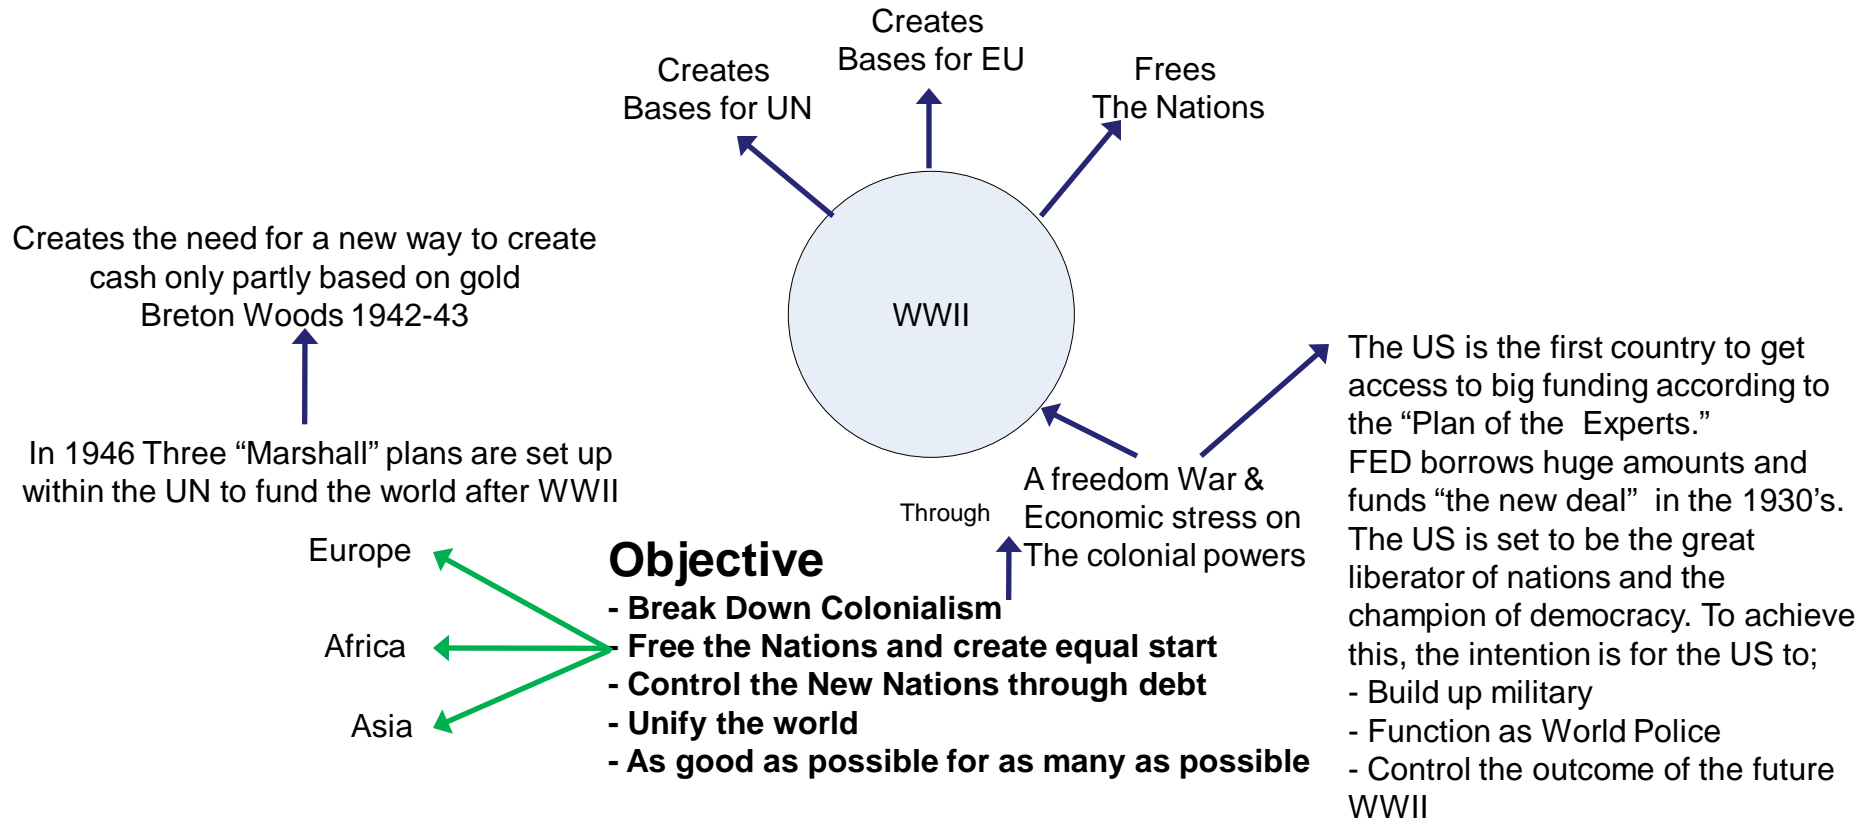 Creates
Bases for EU
Creates
Bases for UN
Frees
The Nations
Creates the need for a new way to create
cash only partly based on gold
Breton Woods 1942-43
WWII
In 1946 Three “Marshall” plans are set up
within the UN to fund the world after WWII
Europe
Africa
Asia
Through
A freedom War &
Economic stress on
The colonial powers
Objective
- Break Down Colonialism
- Free the Nations and create equal start
- Control the New Nations through debt
- Unify the world
- As good as possible for as many as possible
The US is the first country to get
access to big funding according to
the “Plan of the Experts.”
FED borrows huge amounts and
funds “the new deal” in the 1930’s.
The US is set to be the great
liberator of nations and the
champion of democracy. To achieve
this, the intention is for the US to;
- Build up military
- Function as World Police
- Control the outcome of the future
WWII